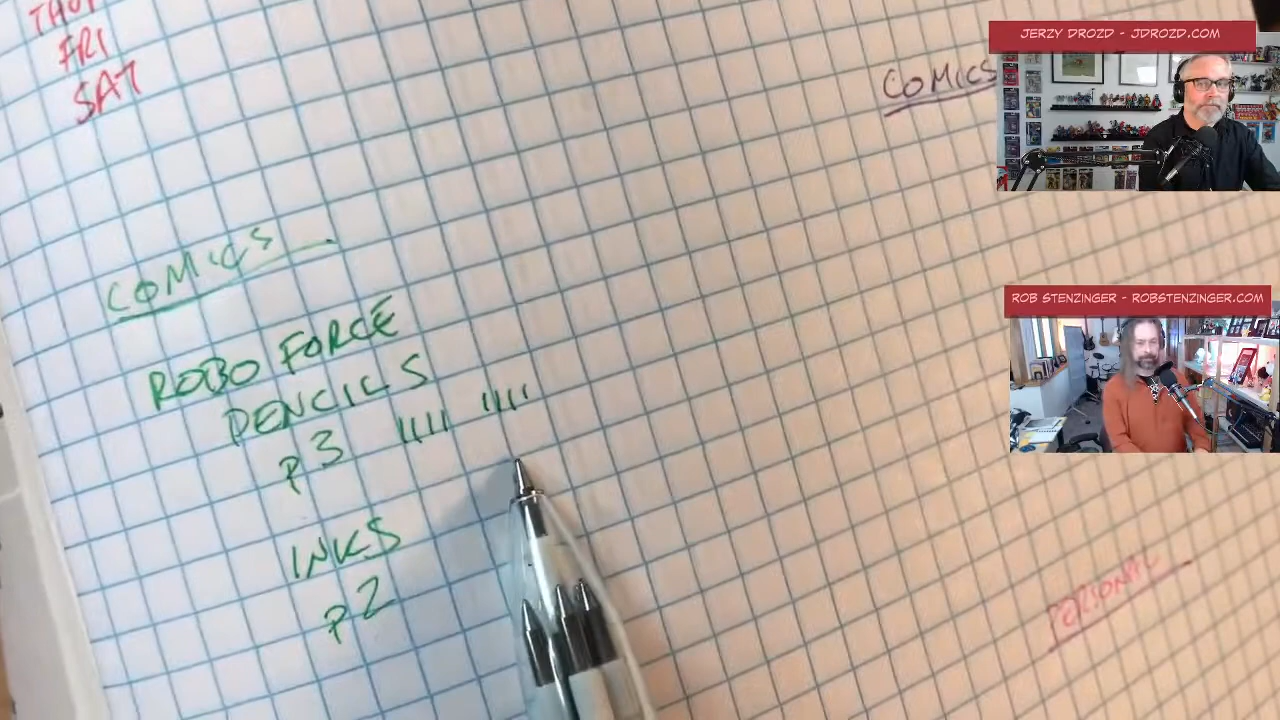 THUR
FRI
SAT
COMICS
ROBO FORCE
PENCILS
p3 |||| ||||
INKS
p2
COMICS
PERSONAL
JERZY DROZD - JDROZD.COM
ROB STENZINGER - ROBSTENZINGER.COM